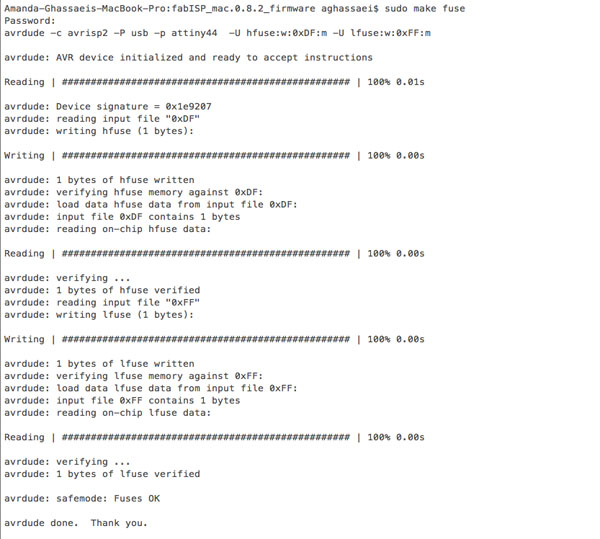 Amanda-Ghassaeis-MacBook-Pro:fabISP_mac.0.8.2_firmware aghassaei$ sudo make fuse
Password:
avrdude -c avrisp2 -P usb -p attiny44  -U hfuse:w:0xDF:m -U lfuse:w:0xFF:m
avrdude: AVR device initialized and ready to accept instructions
Reading | ################################################## | 100% 0.01s
avrdude: Device signature = 0x1e9207
avrdude: reading input file "0xDF"
avrdude: writing hfuse (1 bytes):
Writing | ################################################## | 100% 0.00s
avrdude: 1 bytes of hfuse written
avrdude: verifying hfuse memory against 0xDF:
avrdude: load data hfuse data from input file 0xDF:
avrdude: input file 0xDF contains 1 bytes
avrdude: reading on-chip hfuse data:
Reading | ################################################## | 100% 0.00s
avrdude: verifying ...
avrdude: 1 bytes of hfuse verified
avrdude: reading input file "0xFF"
avrdude: writing lfuse (1 bytes):
Writing | ################################################## | 100% 0.00s
avrdude: 1 bytes of lfuse written
avrdude: verifying lfuse memory against 0xFF:
avrdude: load data lfuse data from input file 0xFF:
avrdude: input file 0xFF contains 1 bytes
avrdude: reading on-chip lfuse data:
Reading | ################################################## | 100% 0.00s
avrdude: verifying ...
avrdude: 1 bytes of lfuse verified
avrdude: safemode: Fuses OK
avrdude done.  Thank you.